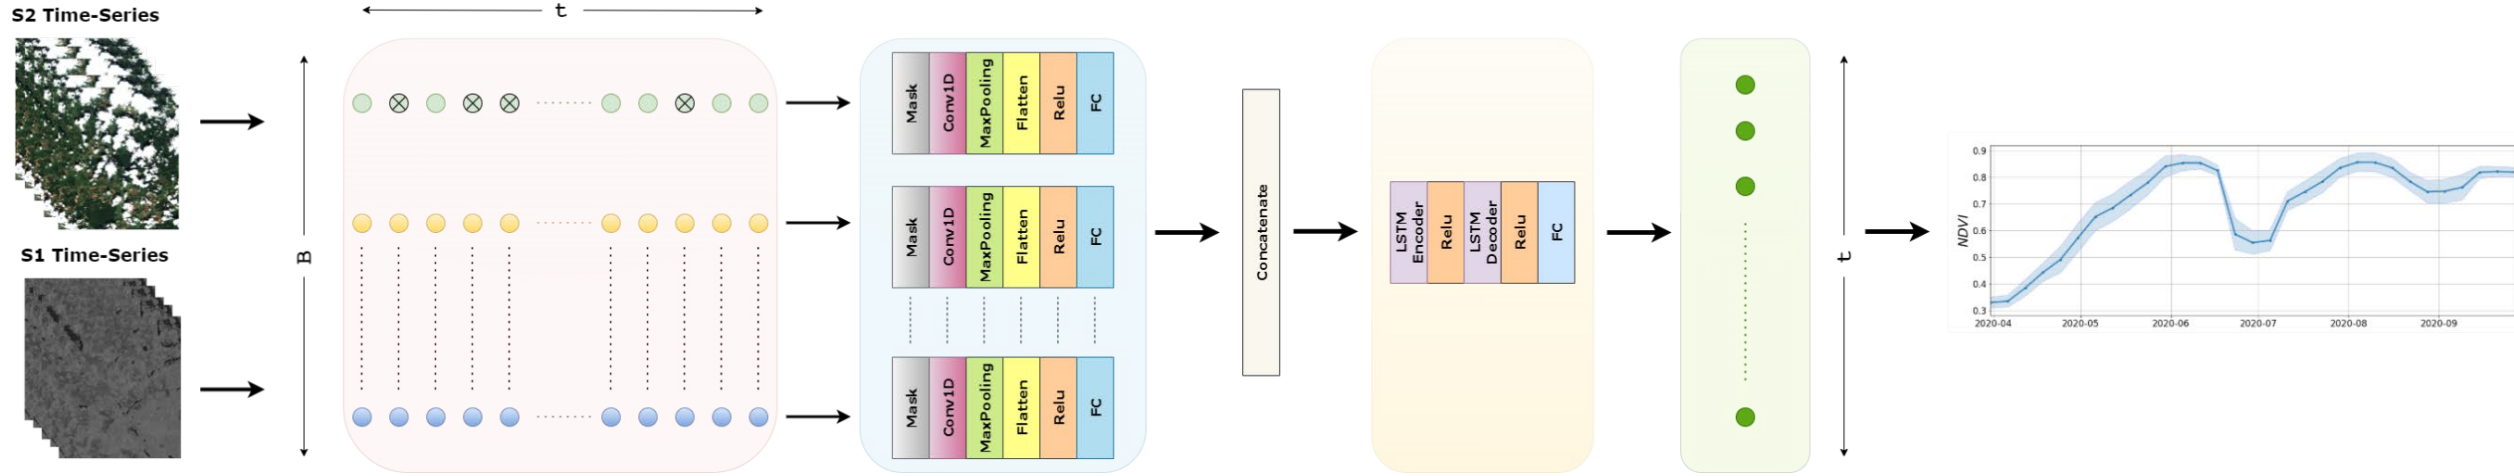 S2 Time-Series
S1 Time-Series
t
B
Mask
Conv1D
MaxPooling
Flatten
Relu
FC
Mask
Conv1D
MaxPooling
Flatten
Relu
FC
Mask
Conv1D
MaxPooling
Flatten
Relu
FC
Concatenate
LSTM
Encoder
Relu
LSTM
Decoder
Relu
FC
t
NDVI
0.9
0.8
0.7
0.6
0.5
0.4
0.3
2020-04
2020-05
2020-06
2020-07
2020-08
2020-09